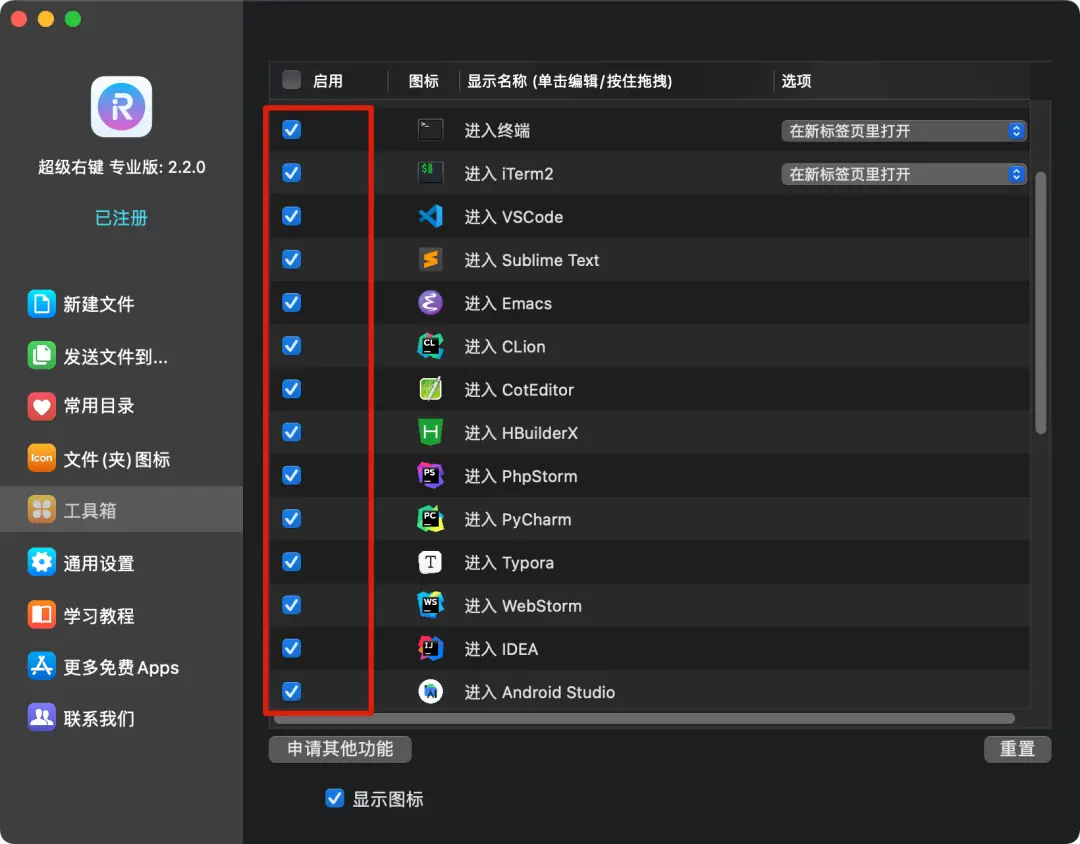 超级右键 专业版: 2.2.0
已注册
新建文件
发送文件到...
常用目录
Icon 文件(夹)图标
工具箱
通用设置
学习教程
更多免费Apps
联系我们
启用 图标 显示名称 (单击编辑/按住拖拽) 选项
进入终端 在新标签页里打开
$ 进入 iTerm2 在新标签页里打开
进入 VSCode
进入 Sublime Text
进入 Emacs
CL 进入 CLion
进入 CotEditor
H 进入 HBuilderX
PS 进入 PhpStorm
PC 进入 PyCharm
T 进入 Typora
WS 进入 WebStorm
IJ 进入 IDEA
进入 Android Studio
申请其他功能 重置
显示图标